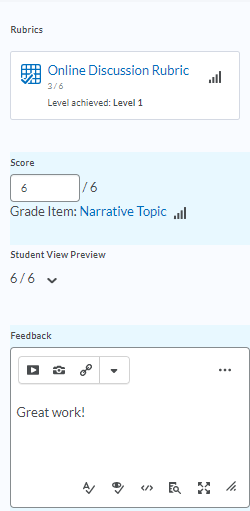 Rubrics
Online Discussion Rubric
3 / 6
Level achieved: Level 1
Score
6 / 6
Grade Item: Narrative Topic
Student View Preview
6 / 6
Feedback
Great work!